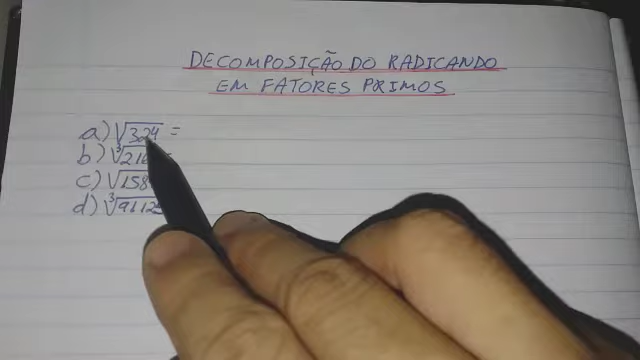 DECOMPOSIÇÃO DO RADICANDO
EM FATORES PRIMOS
a) √324 =
b) ∛216 =
c) √158
d) ∛9112